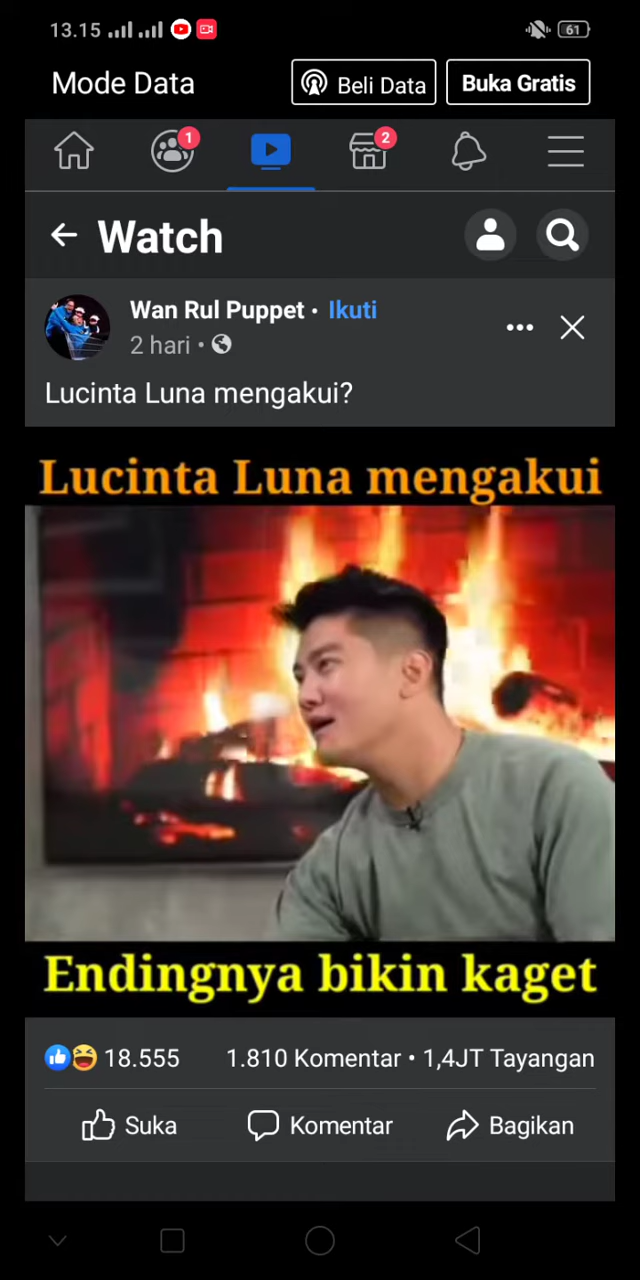 13.15
61
Mode Data
Beli Data
Buka Gratis
1
2
Watch
Wan Rul Puppet • Ikuti
2 hari •
Lucinta Luna mengakui?
Lucinta Luna mengakui
Endingnya bikin kaget
18.555
1.810 Komentar • 1,4JT Tayangan
Suka
Komentar
Bagikan